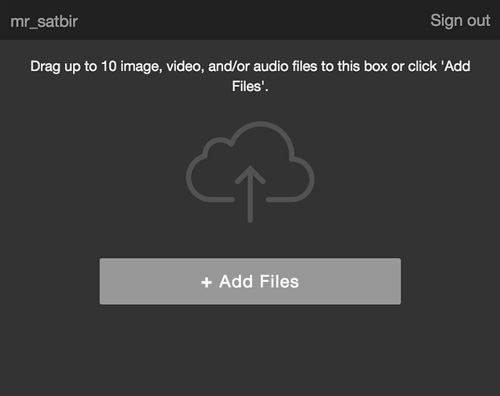 mr_satbir
Sign out
Drag up to 10 image, video, and/or audio files to this box or click 'Add
Files'.
+ Add Files